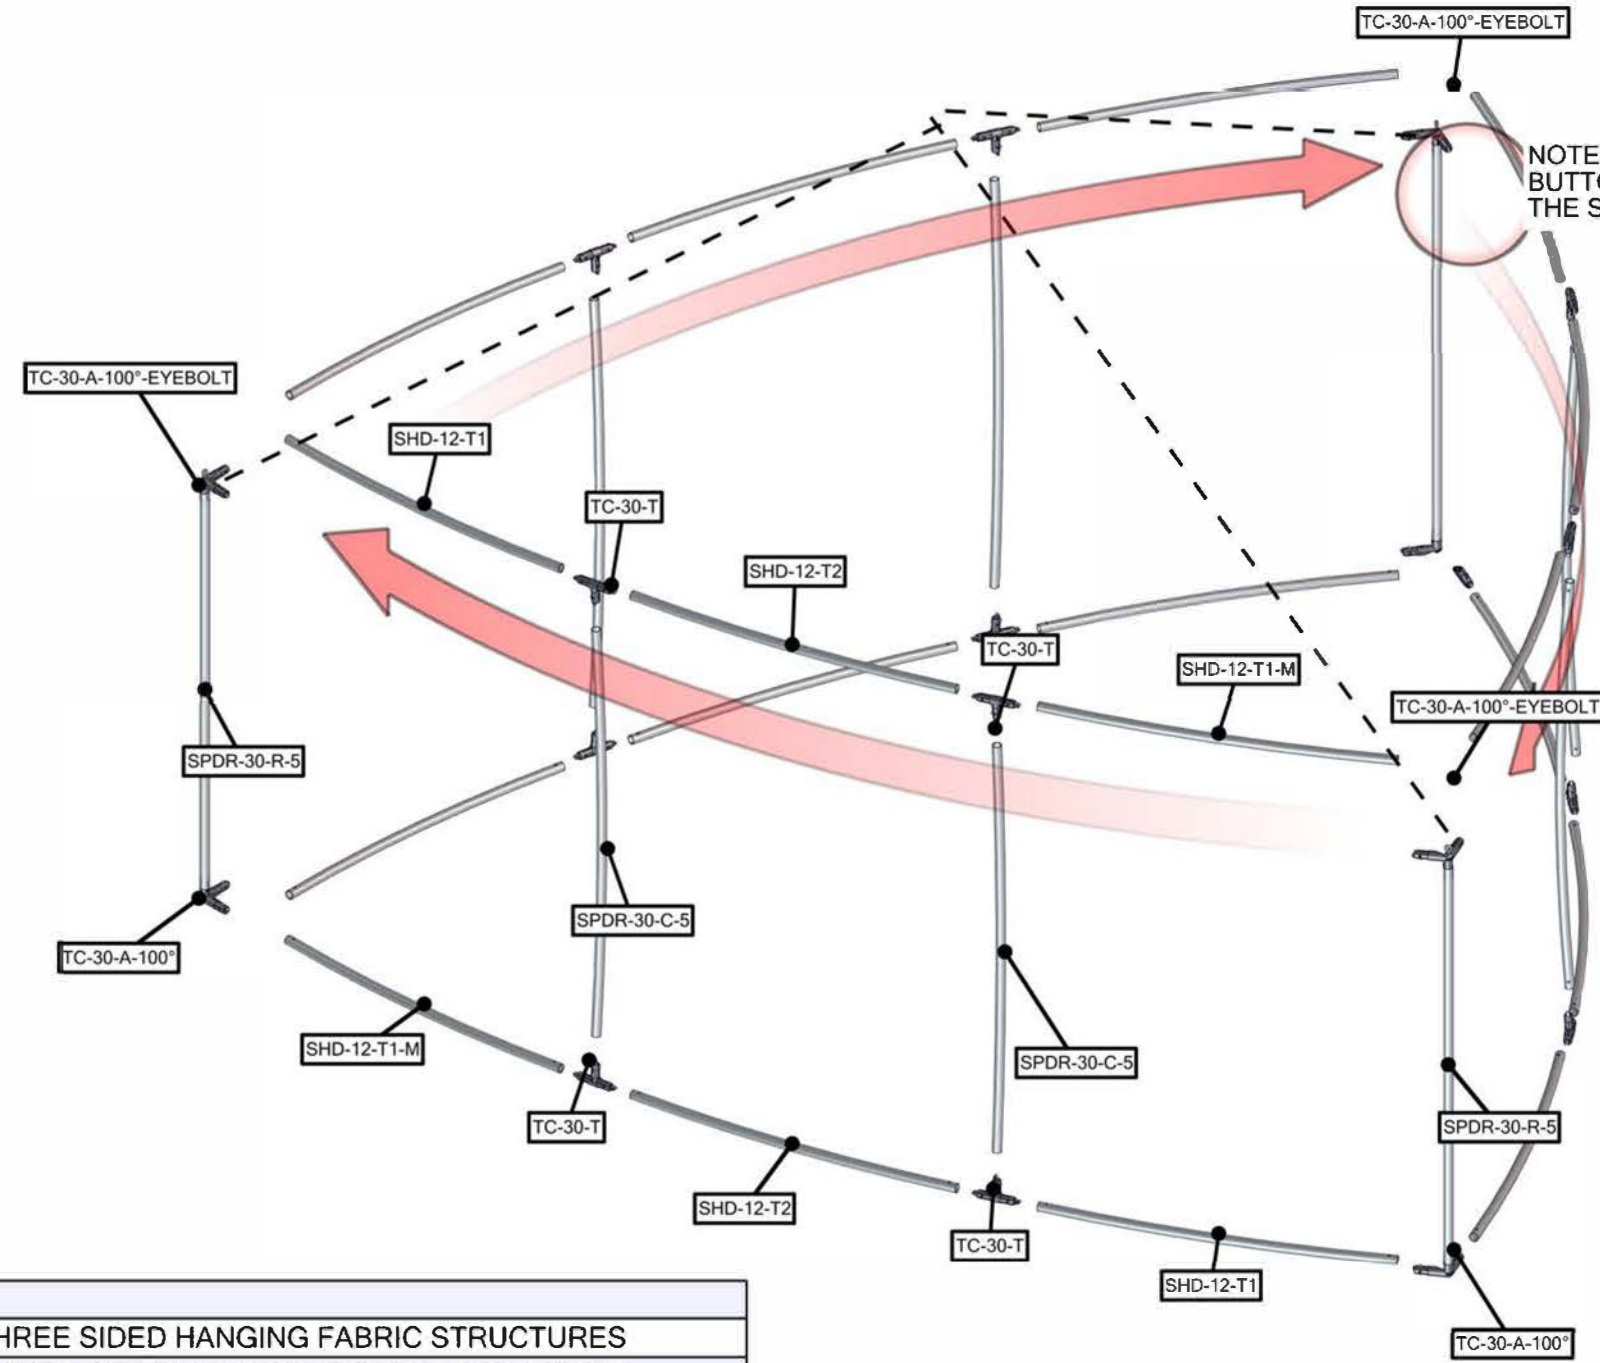 TC-30-A-100°-EYEBOLT
NOTE
THE S
TC-30-A-100°-EYEBOLT
SHD-12-T1
TC-30-T
SHD-12-T2
TC-30-T
SHD-12-T1-M
TC-30-A-100°-EYEBOLT
SPDR-30-R-5
SPDR-30-C-5
TC-30-A-100°
SHD-12-T1-M
SPDR-30-C-5
TC-30-T
SPDR-30-R-5
SHD-12-T2
TC-30-T
SHD-12-T1
HREE SIDED HANGING FABRIC STRUCTURES
TC-30-A-100°